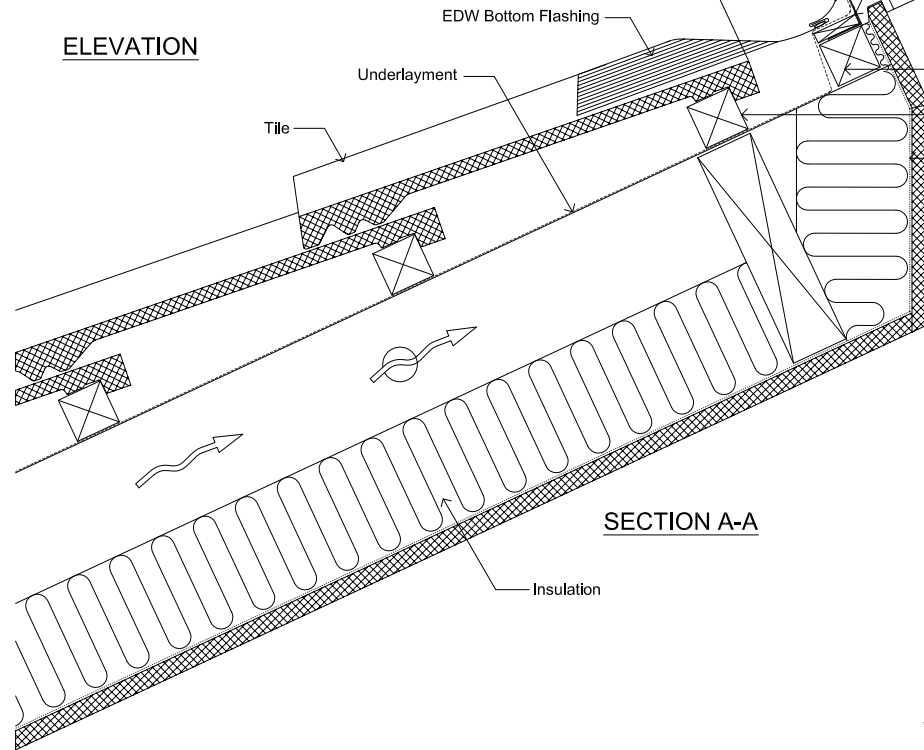 EDW Bottom Flashing
ELEVATION
Underlayment
Tile
SECTION A-A
Insulation